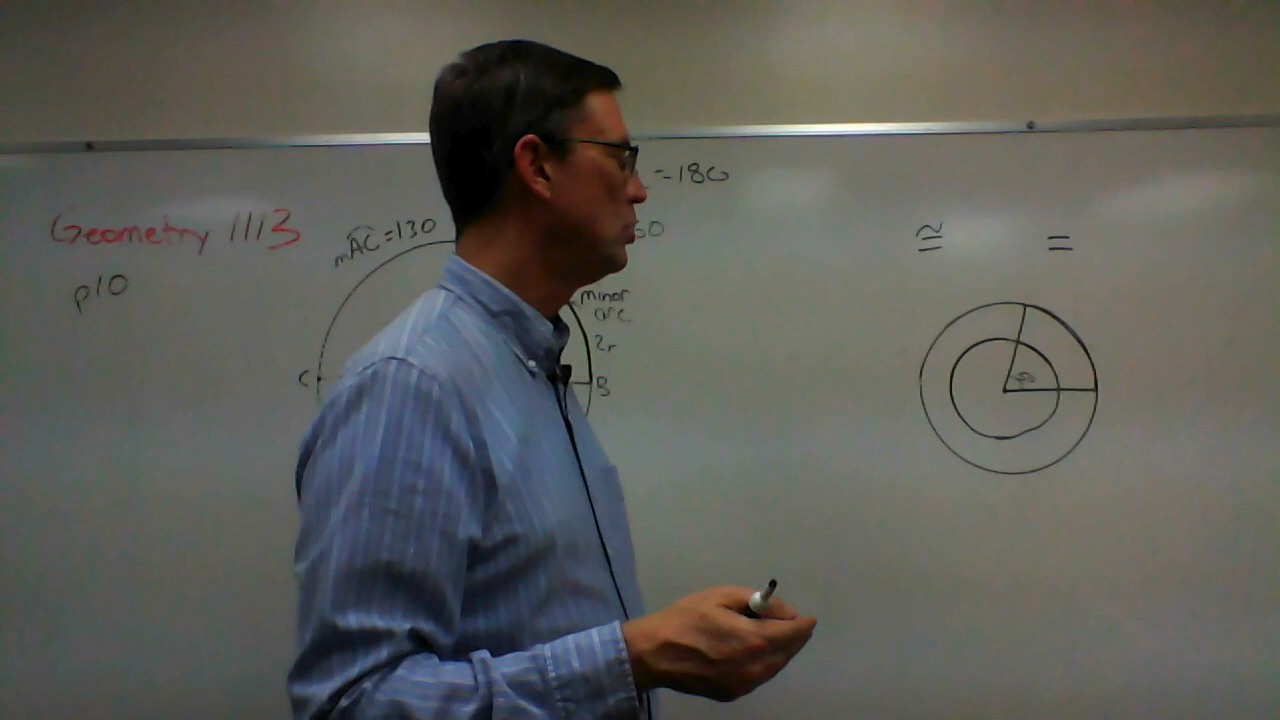 Geometry 1113
p10
mAC=130
=180
50
minor
arc
2r
C
B
≅ =